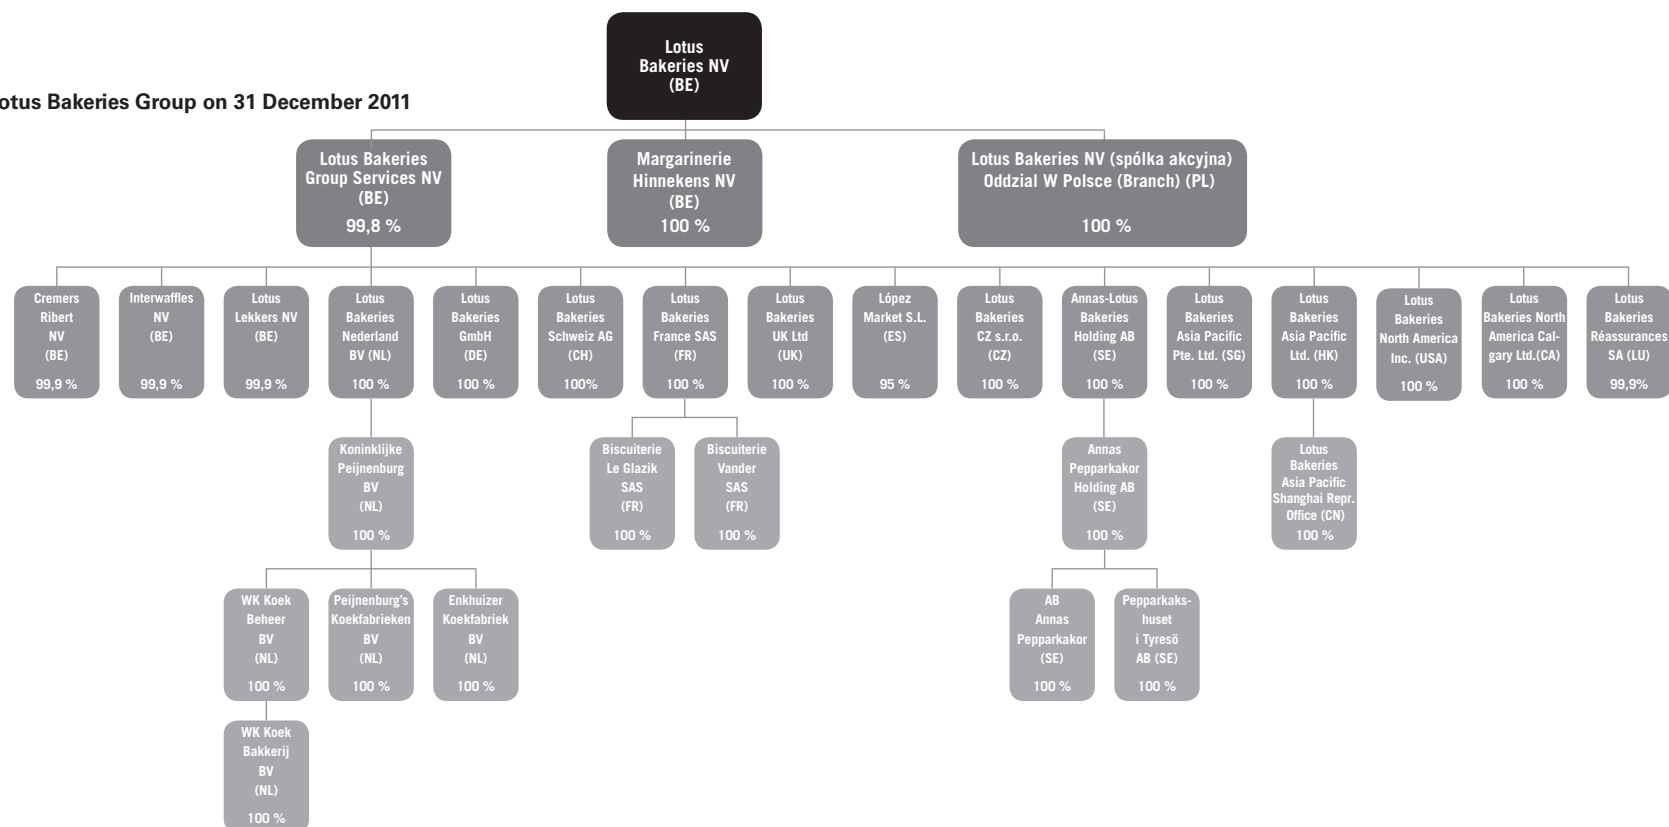 Lotus
Bakeries NV
(BE)
otus Bakeries Group on 31 December 2011
Lotus Bakeries
Group Services NV
(BE)
99,8 %
Margarinerie
Hinnekens NV
(BE)
100 %
Lotus Bakeries NV (spólka akcyjna)
Oddzial W Polsce (Branch) (PL)
100 %
Cremers
Ribert
NV
(BE)
99,9 %
Interwaffles
NV
(BE)
99,9 %
Lotus
Lekkers NV
(BE)
99,9 %
Lotus
Bakeries
Nederland
BV (NL)
100 %
Lotus
Bakeries
GmbH
(DE)
100 %
Lotus
Bakeries
Schweiz AG
(CH)
100%
Lotus
Bakeries
France SAS
(FR)
100 %
Lotus
Bakeries
UK Ltd
(UK)
100 %
López
Market S.L.
(ES)
95 %
Lotus
Bakeries
CZ s.r.o.
(CZ)
100 %
Annas-Lotus
Bakeries
Holding AB
(SE)
100 %
Lotus
Bakeries
Asia Pacific
Pte. Ltd. (SG)
100 %
Lotus
Bakeries
Asia Pacific
Ltd. (HK)
100 %
Lotus
Bakeries
North America
Inc. (USA)
100 %
Lotus
Bakeries North
America Cal-
gary Ltd.(CA)
100 %
Lotus
Bakeries
Réassurances
SA (LU)
99,9%
Koninklijke
Peijnenburg
BV
(NL)
100 %
Biscuiterie
Le Glazik
SAS
(FR)
100 %
Biscuiterie
Vander
SAS
(FR)
100 %
Annas
Pepparkakor
Holding AB
(SE)
100 %
Lotus
Bakeries
Asia Pacific
Shanghai Repr.
Office (CN)
100 %
WK Koek
Beheer
BV
(NL)
100 %
Peijnenburg's
Koekfabrieken
BV
(NL)
100 %
Enkhuizer
Koekfabriek
BV
(NL)
100 %
AB
Annas
Pepparkakor
(SE)
100 %
Pepparkaks-
huset
i Tyresö
AB (SE)
100 %
WK Koek
Bakkerij
BV
(NL)
100 %